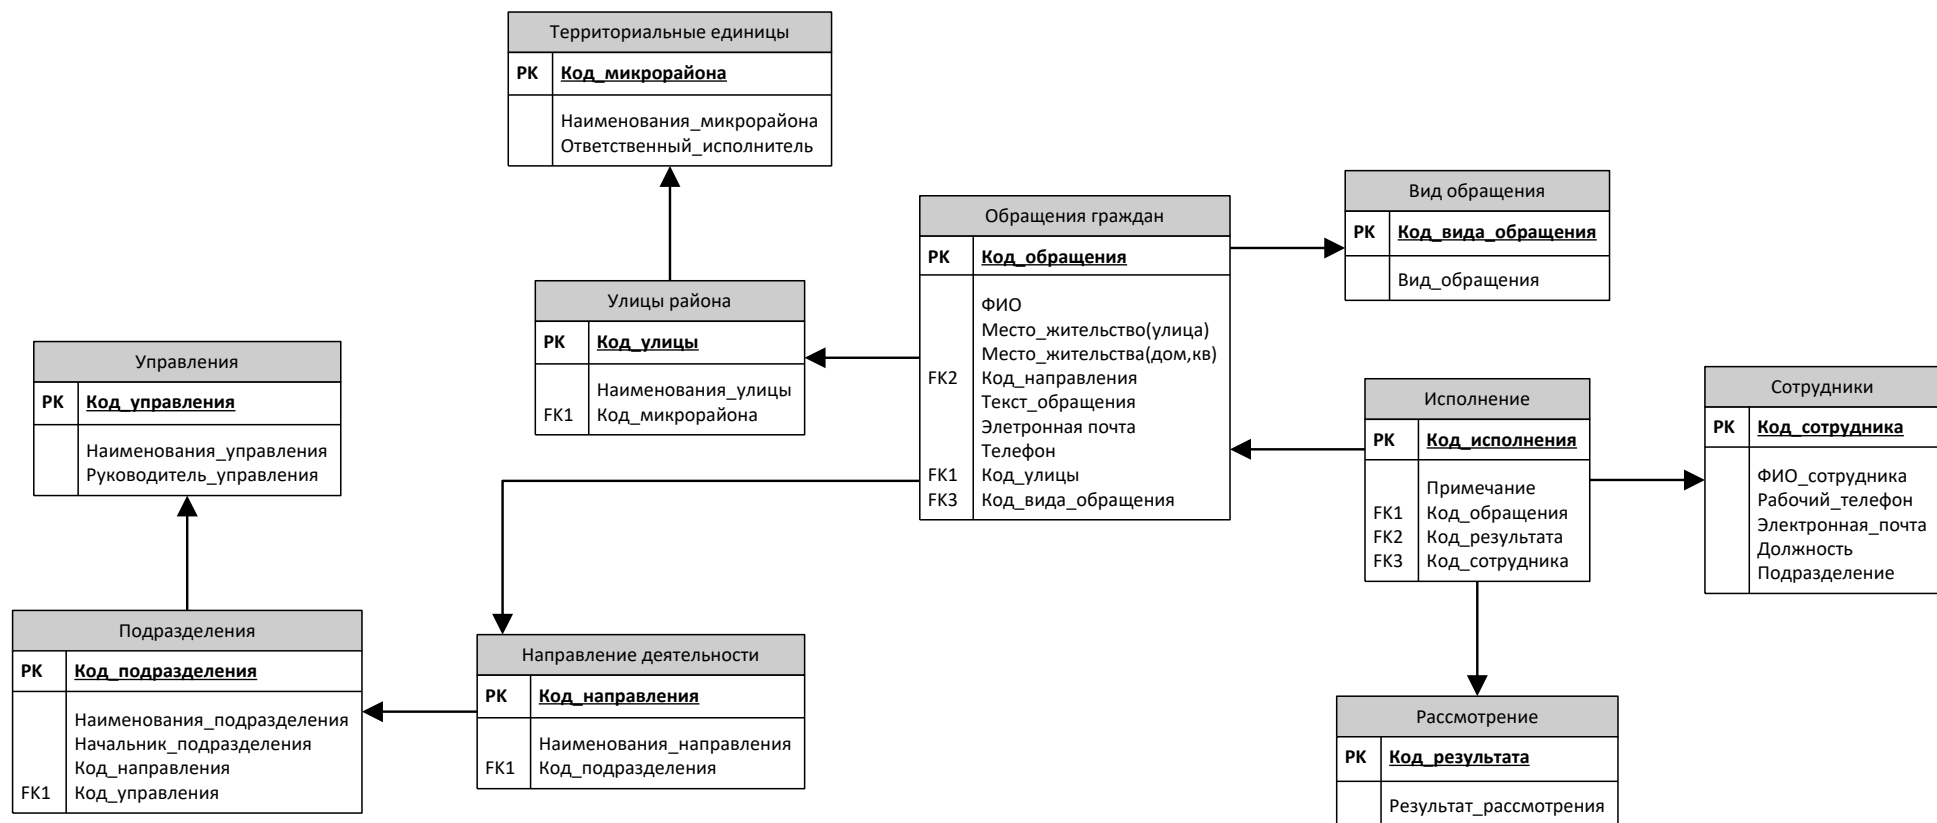 Территориальные единицы
PK Код_микрорайона
Наименования_микрорайона
Ответственный_исполнитель
Вид обращения
PK Код_вида_обращения
Вид_обращения
Обращения граждан
PK Код_обращения
ФИО
Место_жительство(улица)
Место_жительства(дом,кв)
FK2 Код_направления
Текст_обращения
Элетронная почта
Телефон
FK1 Код_улицы
FK3 Код_вида_обращения
Улицы района
PK Код_улицы
Наименования_улицы
FK1 Код_микрорайона
Управления
PK Код_управления
Наименования_управления
Руководитель_управления
Исполнение
PK Код_исполнения
Примечание
FK1 Код_обращения
FK2 Код_результата
FK3 Код_сотрудника
Сотрудники
PK Код_сотрудника
ФИО_сотрудника
Рабочий_телефон
Электронная_почта
Должность
Подразделение
Подразделения
PK Код_подразделения
Наименования_подразделения
Начальник_подразделения
Код_направления
FK1 Код_управления
Направление деятельности
PK Код_направления
Наименования_направления
FK1 Код_подразделения
Рассмотрение
PK Код_результата
Результат_рассмотрения